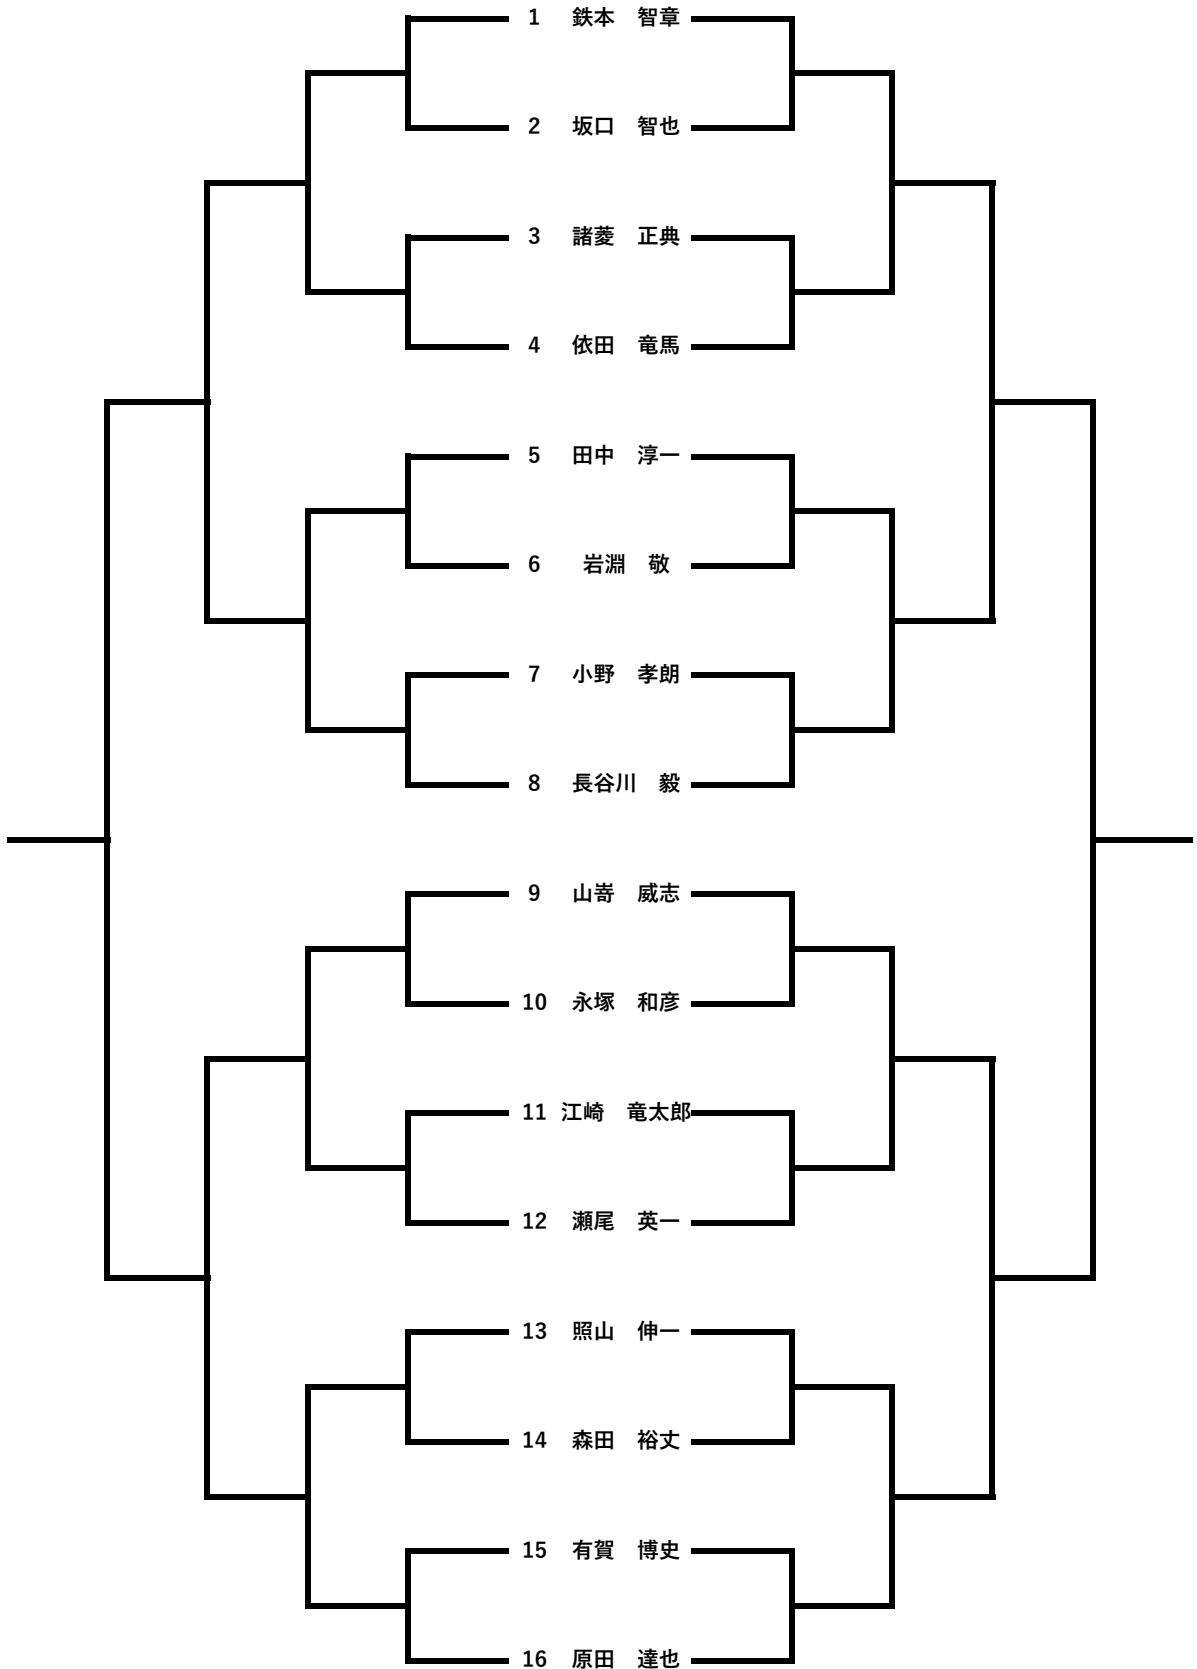 1 鉄本　智章
2 坂口　智也
3 諸菱　正典
4 依田　竜馬
5 田中　淳一
6 岩淵　敬
7 小野　孝朗
8 長谷川　毅
9 山嵜　威志
10 永塚　和彦
11 江崎　竜太郎
12 瀬尾　英一
13 照山　伸一
14 森田　裕丈
15 有賀　博史
16 原田　達也